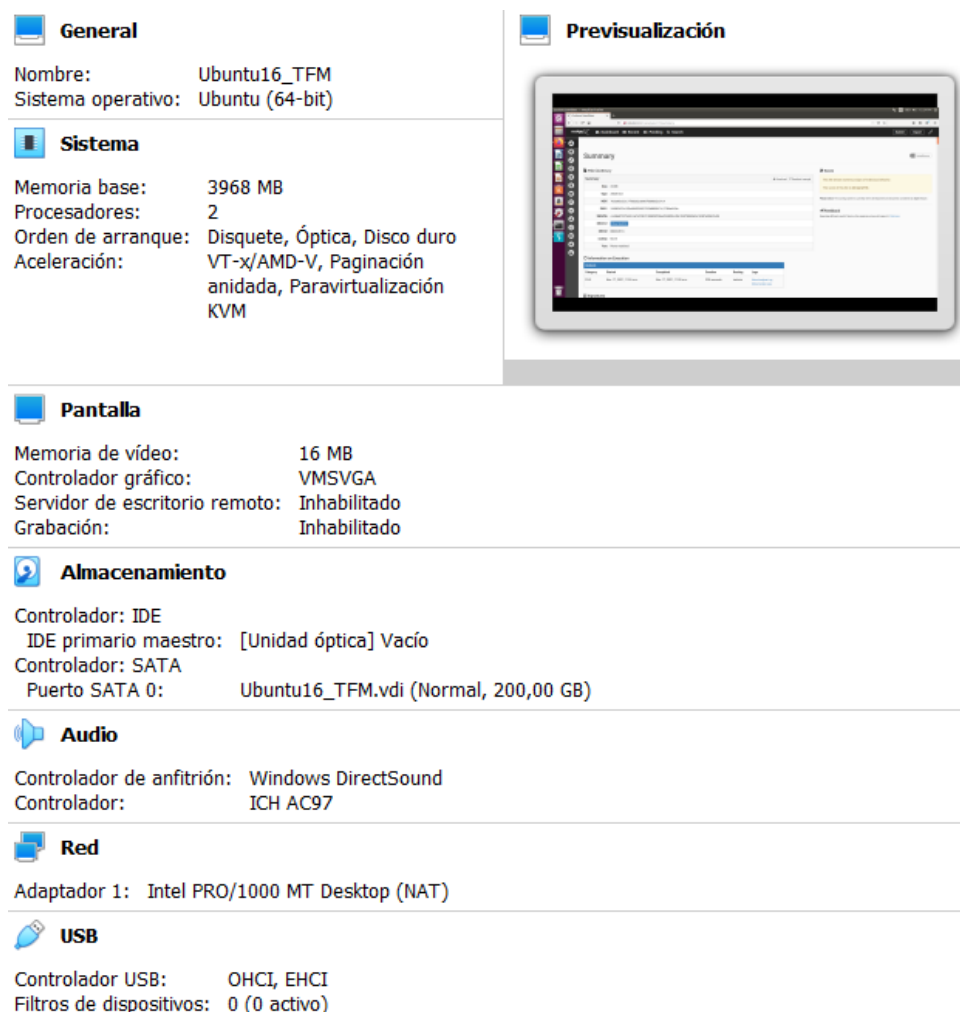 General
Nombre: Ubuntu16_TFM
Sistema operativo: Ubuntu (64-bit)
Sistema
Memoria base: 3968 MB
Procesadores: 2
Orden de arranque: Disquete, Óptica, Disco duro
Aceleración: VT-x/AMD-V, Paginación
anidada, Paravirtualización
KVM
Previsualización
Summary
Pantalla
Memoria de vídeo: 16 MB
Controlador gráfico: VMSVGA
Servidor de escritorio remoto: Inhabilitado
Grabación: Inhabilitado
Almacenamiento
Controlador: IDE
IDE primario maestro: [Unidad óptica] Vacío
Controlador: SATA
Puerto SATA 0: Ubuntu16_TFM.vdi (Normal, 200,00 GB)
Audio
Controlador de anfitrión: Windows DirectSound
Controlador: ICH AC97
Red
Adaptador 1: Intel PRO/1000 MT Desktop (NAT)
USB
Controlador USB: OHCI, EHCI
Filtros de dispositivos: 0 (0 activo)